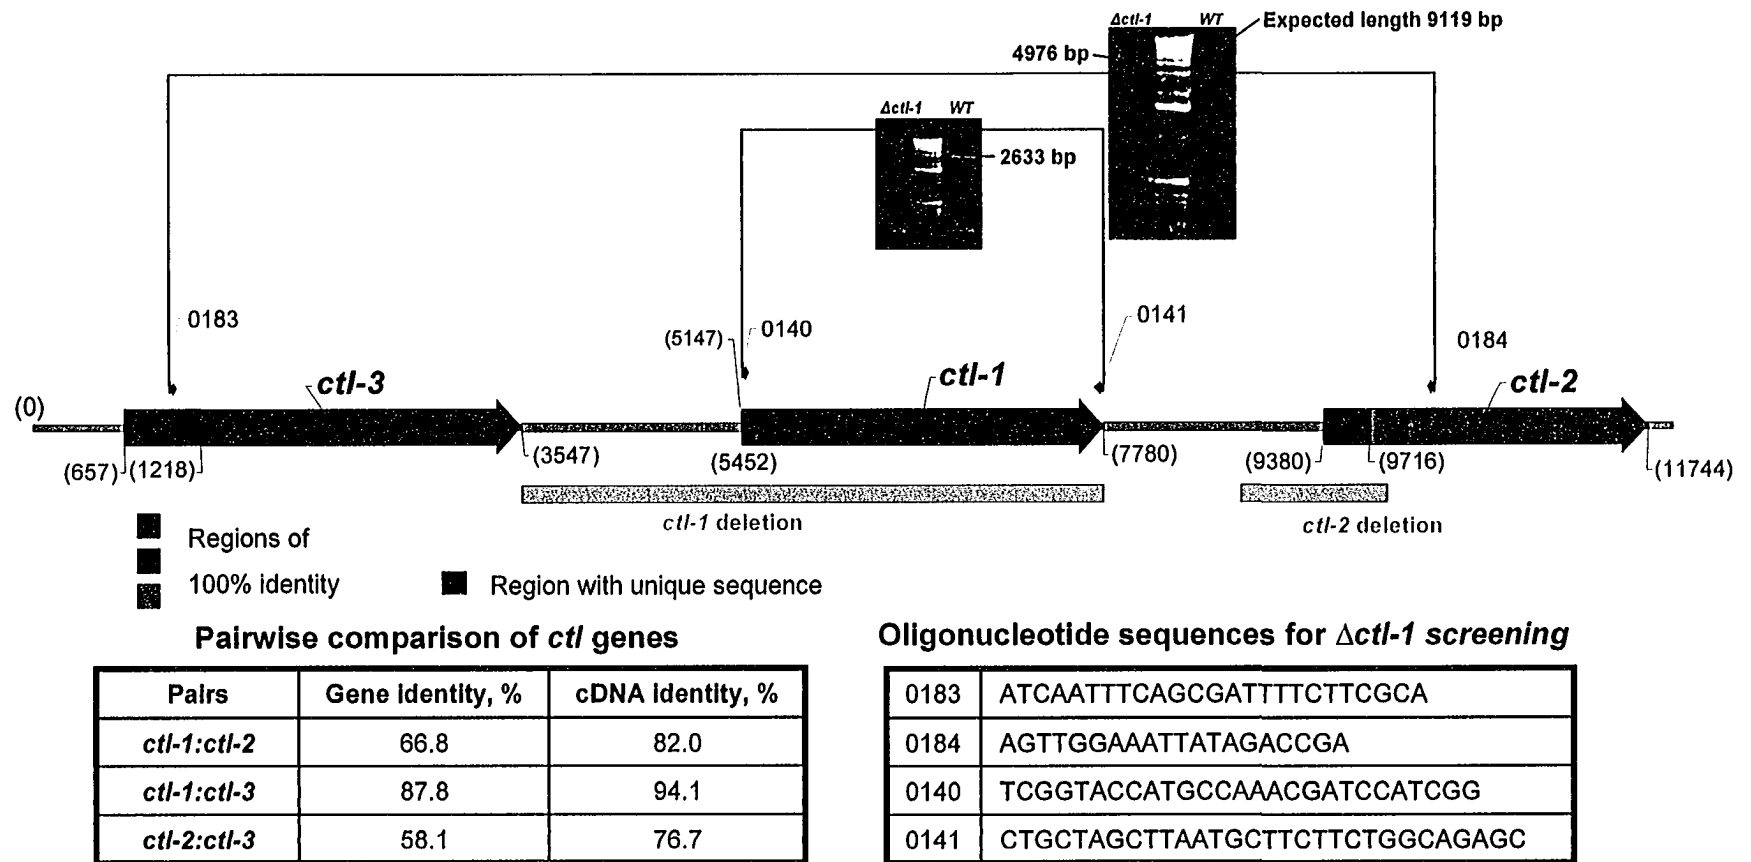 Δctl-1 WT
Expected length 9119 bp
4976 bp
Δctl-1 WT
2633 bp
0183
(5147)
0140
0141
0184
ctl-3
ctl-1
ctl-2
(0)
(657)
(1218)
(3547)
(5452)
(7780)
(9380)
(9716)
(11744)
ctl-1 deletion
ctl-2 deletion
Regions of
100% identity
Region with unique sequence
Pairwise comparison of ctl genes
Pairs Gene identity, % cDNA identity, %
ctl-1:ctl-2 66.8 82.0
ctl-1:ctl-3 87.8 94.1
ctl-2:ctl-3 58.1 76.7
Oligonucleotide sequences for Δctl-1 screening
0183 ATCAATTTCAGCGATTTTCTTCGCA
0184 AGTTGGAAATTATAGACCGA
0140 TCGGTACCATGCCAAACGATCCATCGG
0141 CTGCTAGCTTAATGCTTCTTCTGGCAGAGC